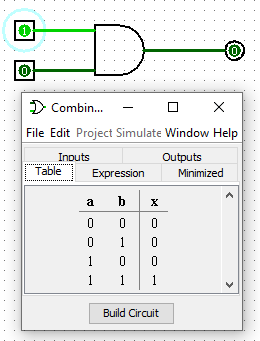 1
0
0
Combin...
File Edit Project Simulate Window Help
Inputs Outputs
Table Expression Minimized
a b x
0 0 0
0 1 0
1 0 0
1 1 1
Build Circuit